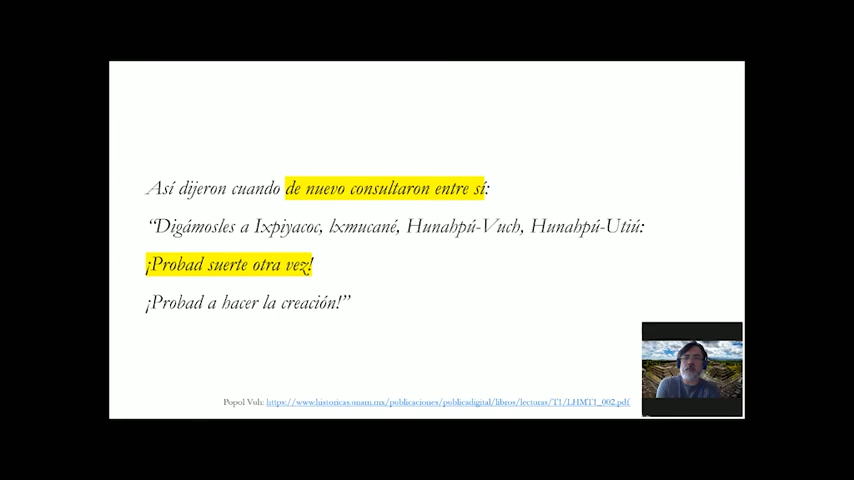 Así dijeron cuando de nuevo consultaron entre sí:
“Digámosles a Ixpiyacoc, lxmucané, Hunahpú-Vuch, Hunahpú-Utiú:
¡Probad suerte otra vez!
¡Probad a hacer la creación!”
Popol Vuh: https://www.historicas.unam.mx/publicaciones/publicadigital/libros/lecturas/T1/LHMT1_002.pdf